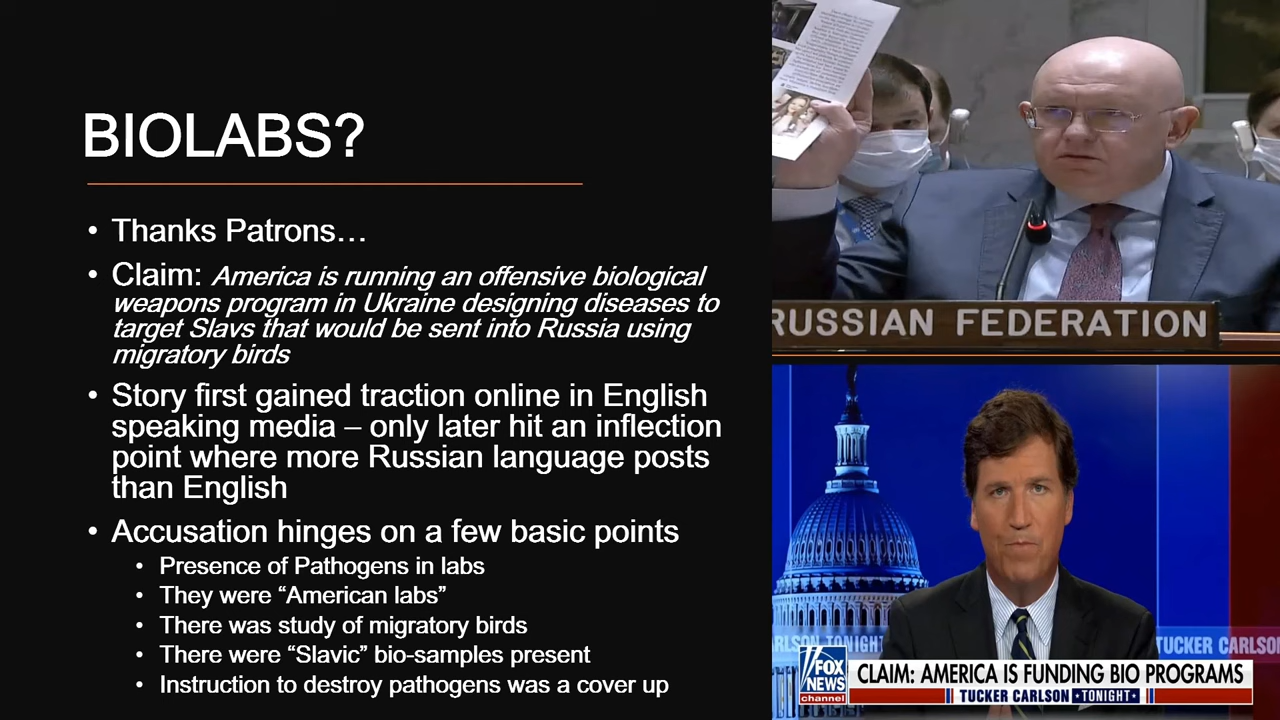 BIOLABS?
• Thanks Patrons…
• Claim: America is running an offensive biological
weapons program in Ukraine designing diseases to
target Slavs that would be sent into Russia using
migratory birds
• Story first gained traction online in English
speaking media – only later hit an inflection
point where more Russian language posts
than English
• Accusation hinges on a few basic points
• Presence of Pathogens in labs
• They were “American labs”
• There was study of migratory birds
• There were “Slavic” bio-samples present
• Instruction to destroy pathogens was a cover up
RUSSIAN FEDERATION
TONIGHT
TUCKER CARLSO
FOX
NEWS
channel
CLAIM: AMERICA IS FUNDING BIO PROGRAMS
TUCKER CARLSON TONIGHT